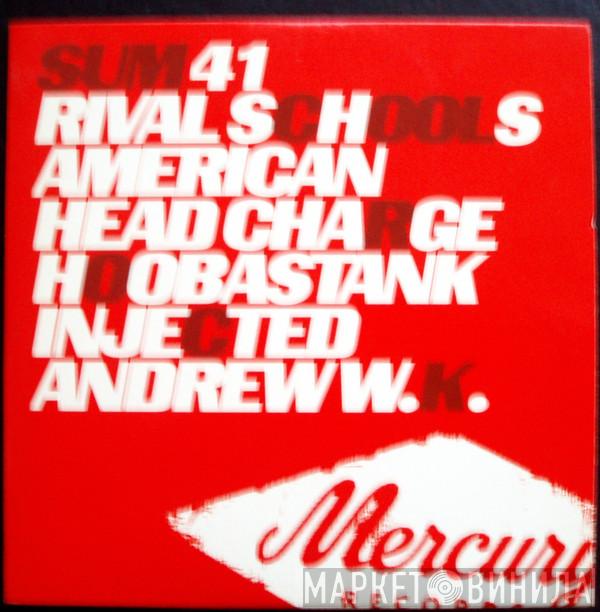 SUM 41
RIVAL SCHOOLS
AMERICAN
HEAD CHARGE
HOOBASTANK
INJECTED
ANDREW W.K.
Mercury
МАРКЕТ ВИНИЛА